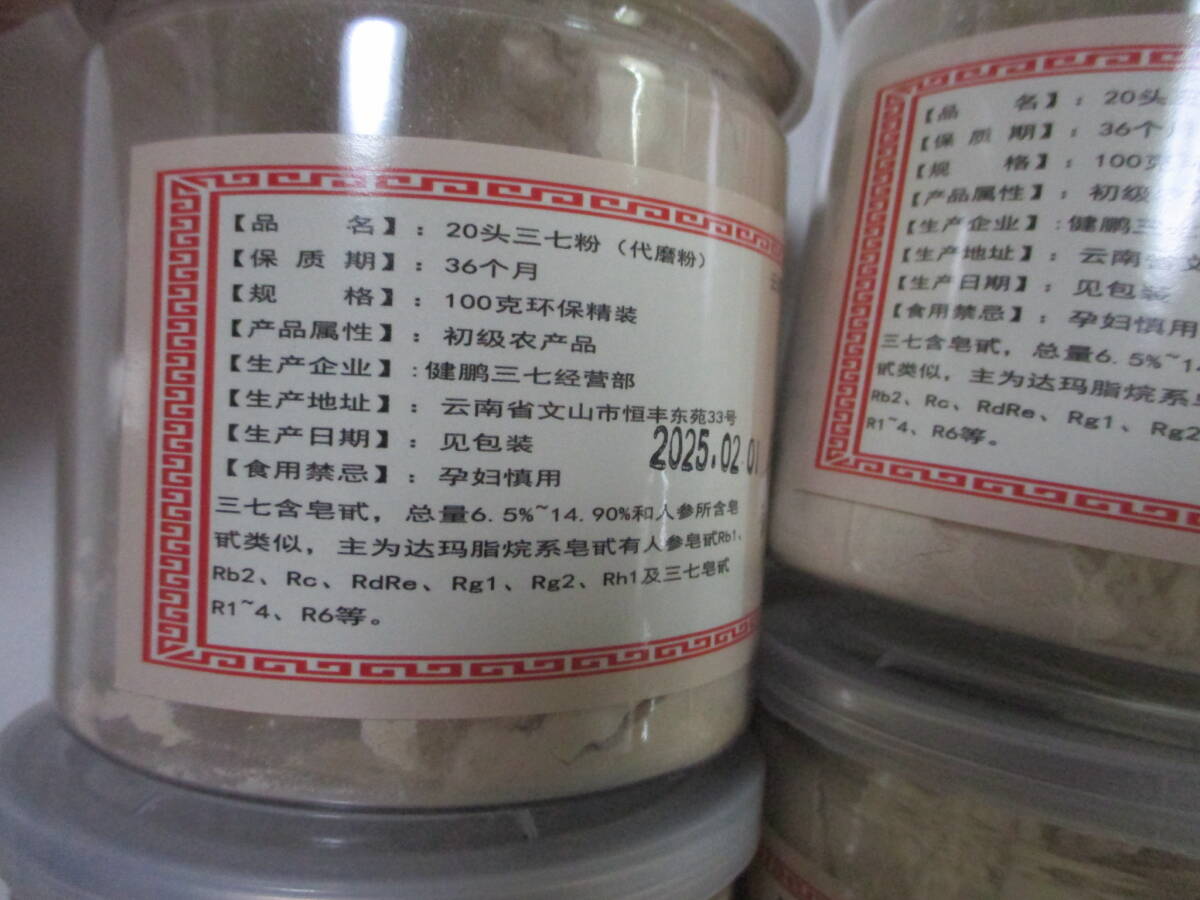 【品 名】：20头三七粉（代磨粉）
【保 质 期】：36个月
【规 格】：100克环保精装
【产品属性】：初级农产品
【生产企业】:健鹏三七经营部
【生产地址】：云南省文山市恒丰东苑33号
【生产日期】：见包装
2025.02.01
【食用禁忌】：孕妇慎用
三七含皂甙，总量6.5%~14.90%和人参所含皂
甙类似，主为达玛脂烷系皂甙有人参皂甙Rb1、
Rb2、Rc、RdRe、Rg1、Rg2、Rh1及三七皂甙
R1~4、R6等。
【品 名】：20头
【保 质 期】：36个月
【规 格】：100克
【产品属性】：初级
【生产企业】:健鹏三
【生产地址】：云南省
【生产日期】：见包装
【食用禁忌】：孕妇慎用
三七含皂甙，总量6.5%~14
甙类似，主为达玛脂烷系
Rb2、Rc、RdRe、Rg1、Rg2
R1~4、R6等。